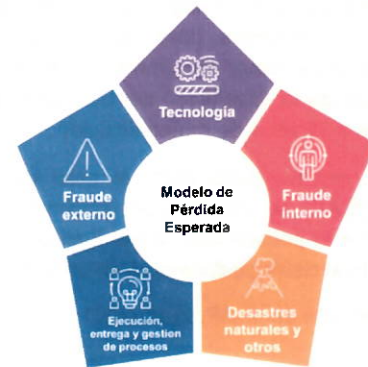 Tecnología
Fraude
externo
Modelo de
Pérdida
Esperada
Fraude
interno
Ejecución,
entrega y gestion
de procesos
Desastres
naturales y
otros